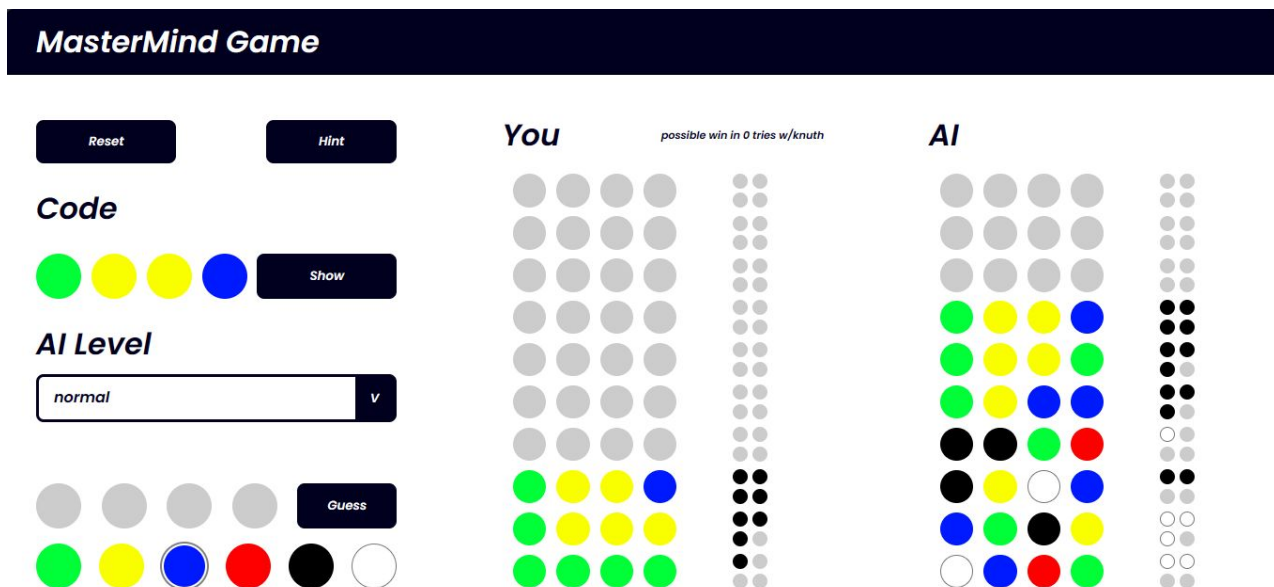 MasterMind Game
Reset
Hint
Code
Show
AI Level
normal
V
Guess
You
possible win in 0 tries w/knuth
AI